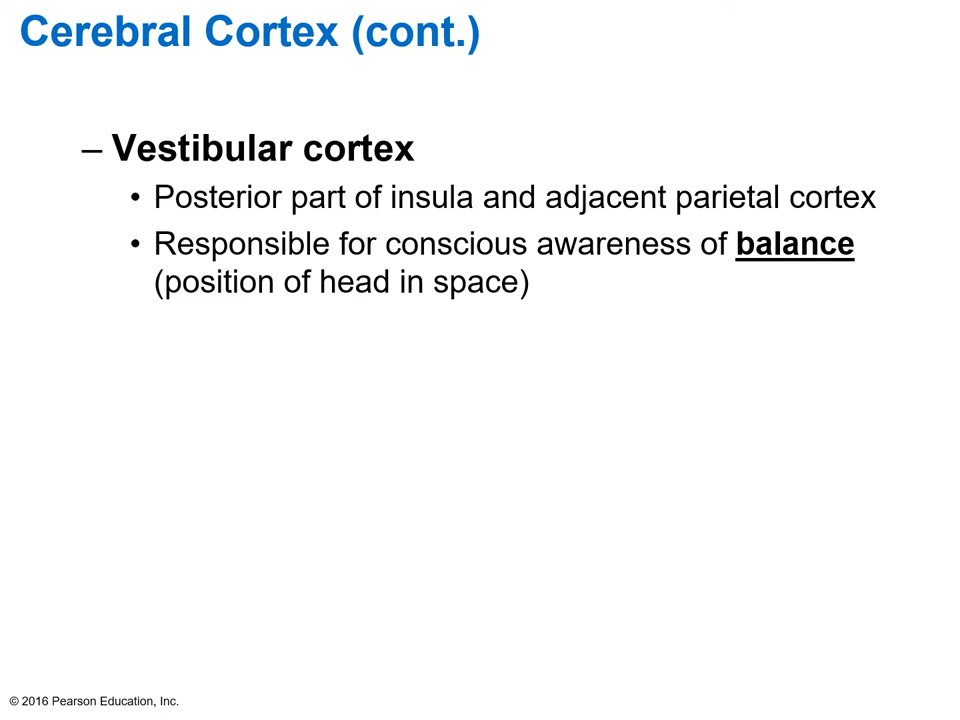 Cerebral Cortex (cont.)
– Vestibular cortex
• Posterior part of insula and adjacent parietal cortex
• Responsible for conscious awareness of balance
(position of head in space)
© 2016 Pearson Education, Inc.